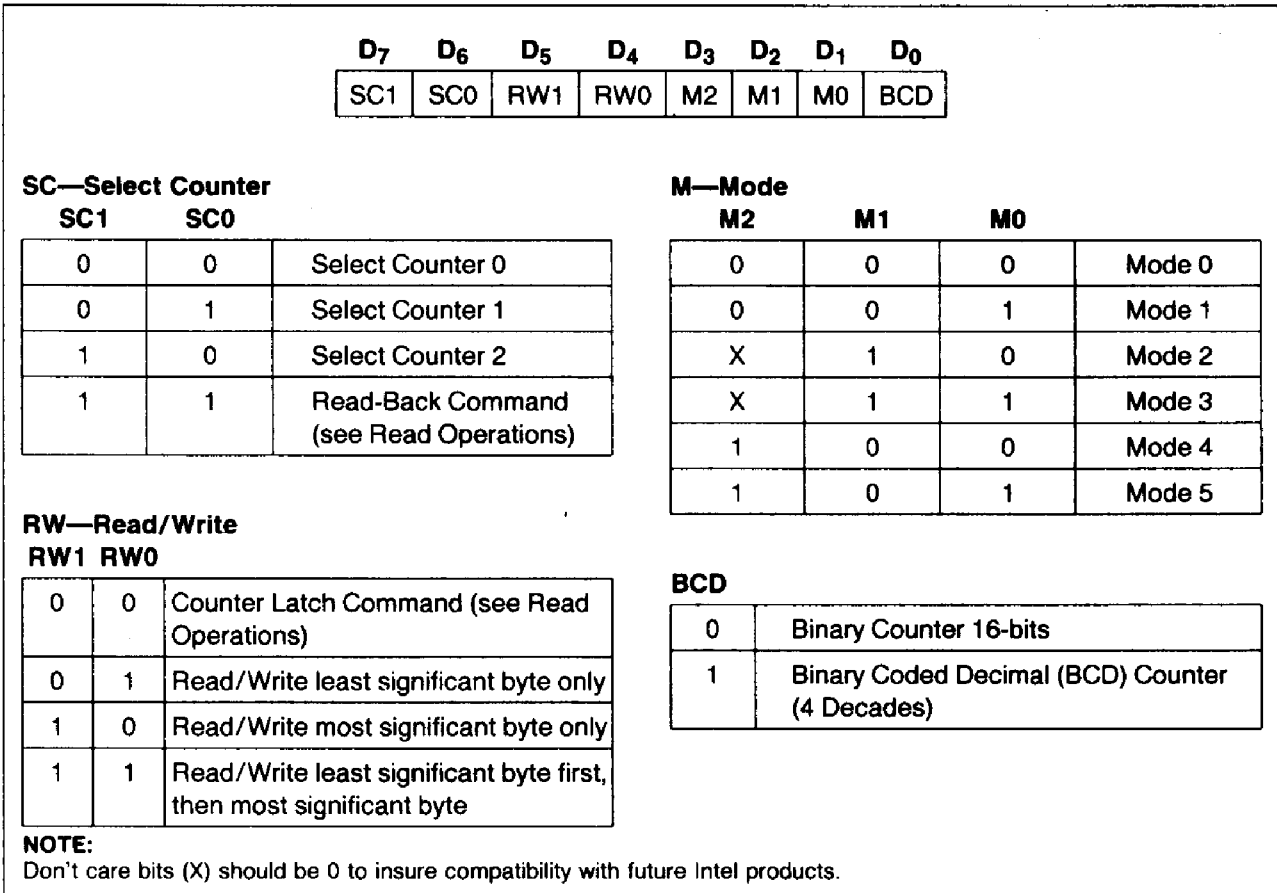 D7 D6 D5 D4 D3 D2 D1 D0
SC1 SC0 RW1 RW0 M2 M1 M0 BCD
SC—Select Counter
SC1 SC0
0 0 Select Counter 0
0 1 Select Counter 1
1 0 Select Counter 2
1 1 Read-Back Command
(see Read Operations)
RW—Read/Write
RW1 RW0
0 0 Counter Latch Command (see Read
Operations)
0 1 Read/Write least significant byte only
1 0 Read/Write most significant byte only
1 1 Read/Write least significant byte first,
then most significant byte
M—Mode
M2 M1 M0
0 0 0 Mode 0
0 0 1 Mode 1
X 1 0 Mode 2
X 1 1 Mode 3
1 0 0 Mode 4
1 0 1 Mode 5
BCD
0 Binary Counter 16-bits
1 Binary Coded Decimal (BCD) Counter
(4 Decades)
NOTE:
Don't care bits (X) should be 0 to insure compatibility with future Intel products.